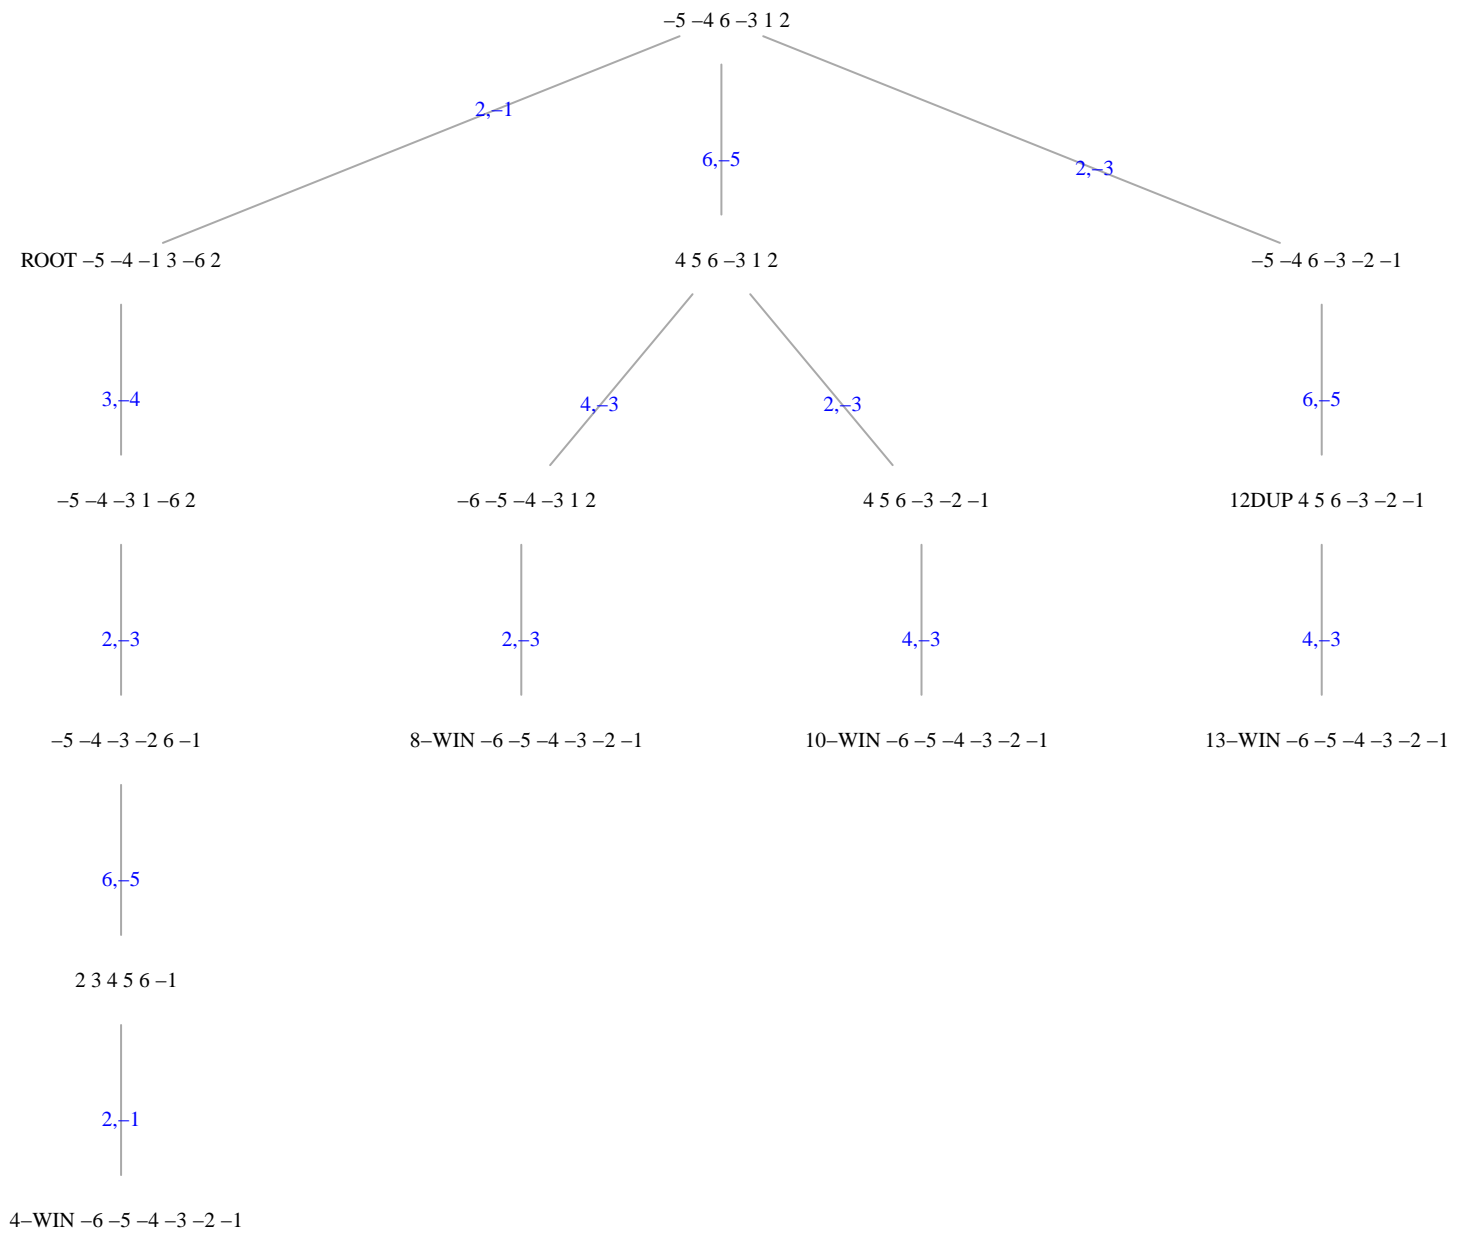 –5 –4 6 –3 1 2
2,–1
6,–5
2,–3
ROOT –5 –4 –1 3 –6 2
4 5 6 –3 1 2
–5 –4 6 –3 –2 –1
3,–4
4,–3
2,–3
6,–5
–5 –4 –3 1 –6 2
–6 –5 –4 –3 1 2
4 5 6 –3 –2 –1
12DUP 4 5 6 –3 –2 –1
2,–3
2,–3
4,–3
4,–3
–5 –4 –3 –2 6 –1
8–WIN –6 –5 –4 –3 –2 –1
10–WIN –6 –5 –4 –3 –2 –1
13–WIN –6 –5 –4 –3 –2 –1
6,–5
2 3 4 5 6 –1
2,–1
4–WIN –6 –5 –4 –3 –2 –1